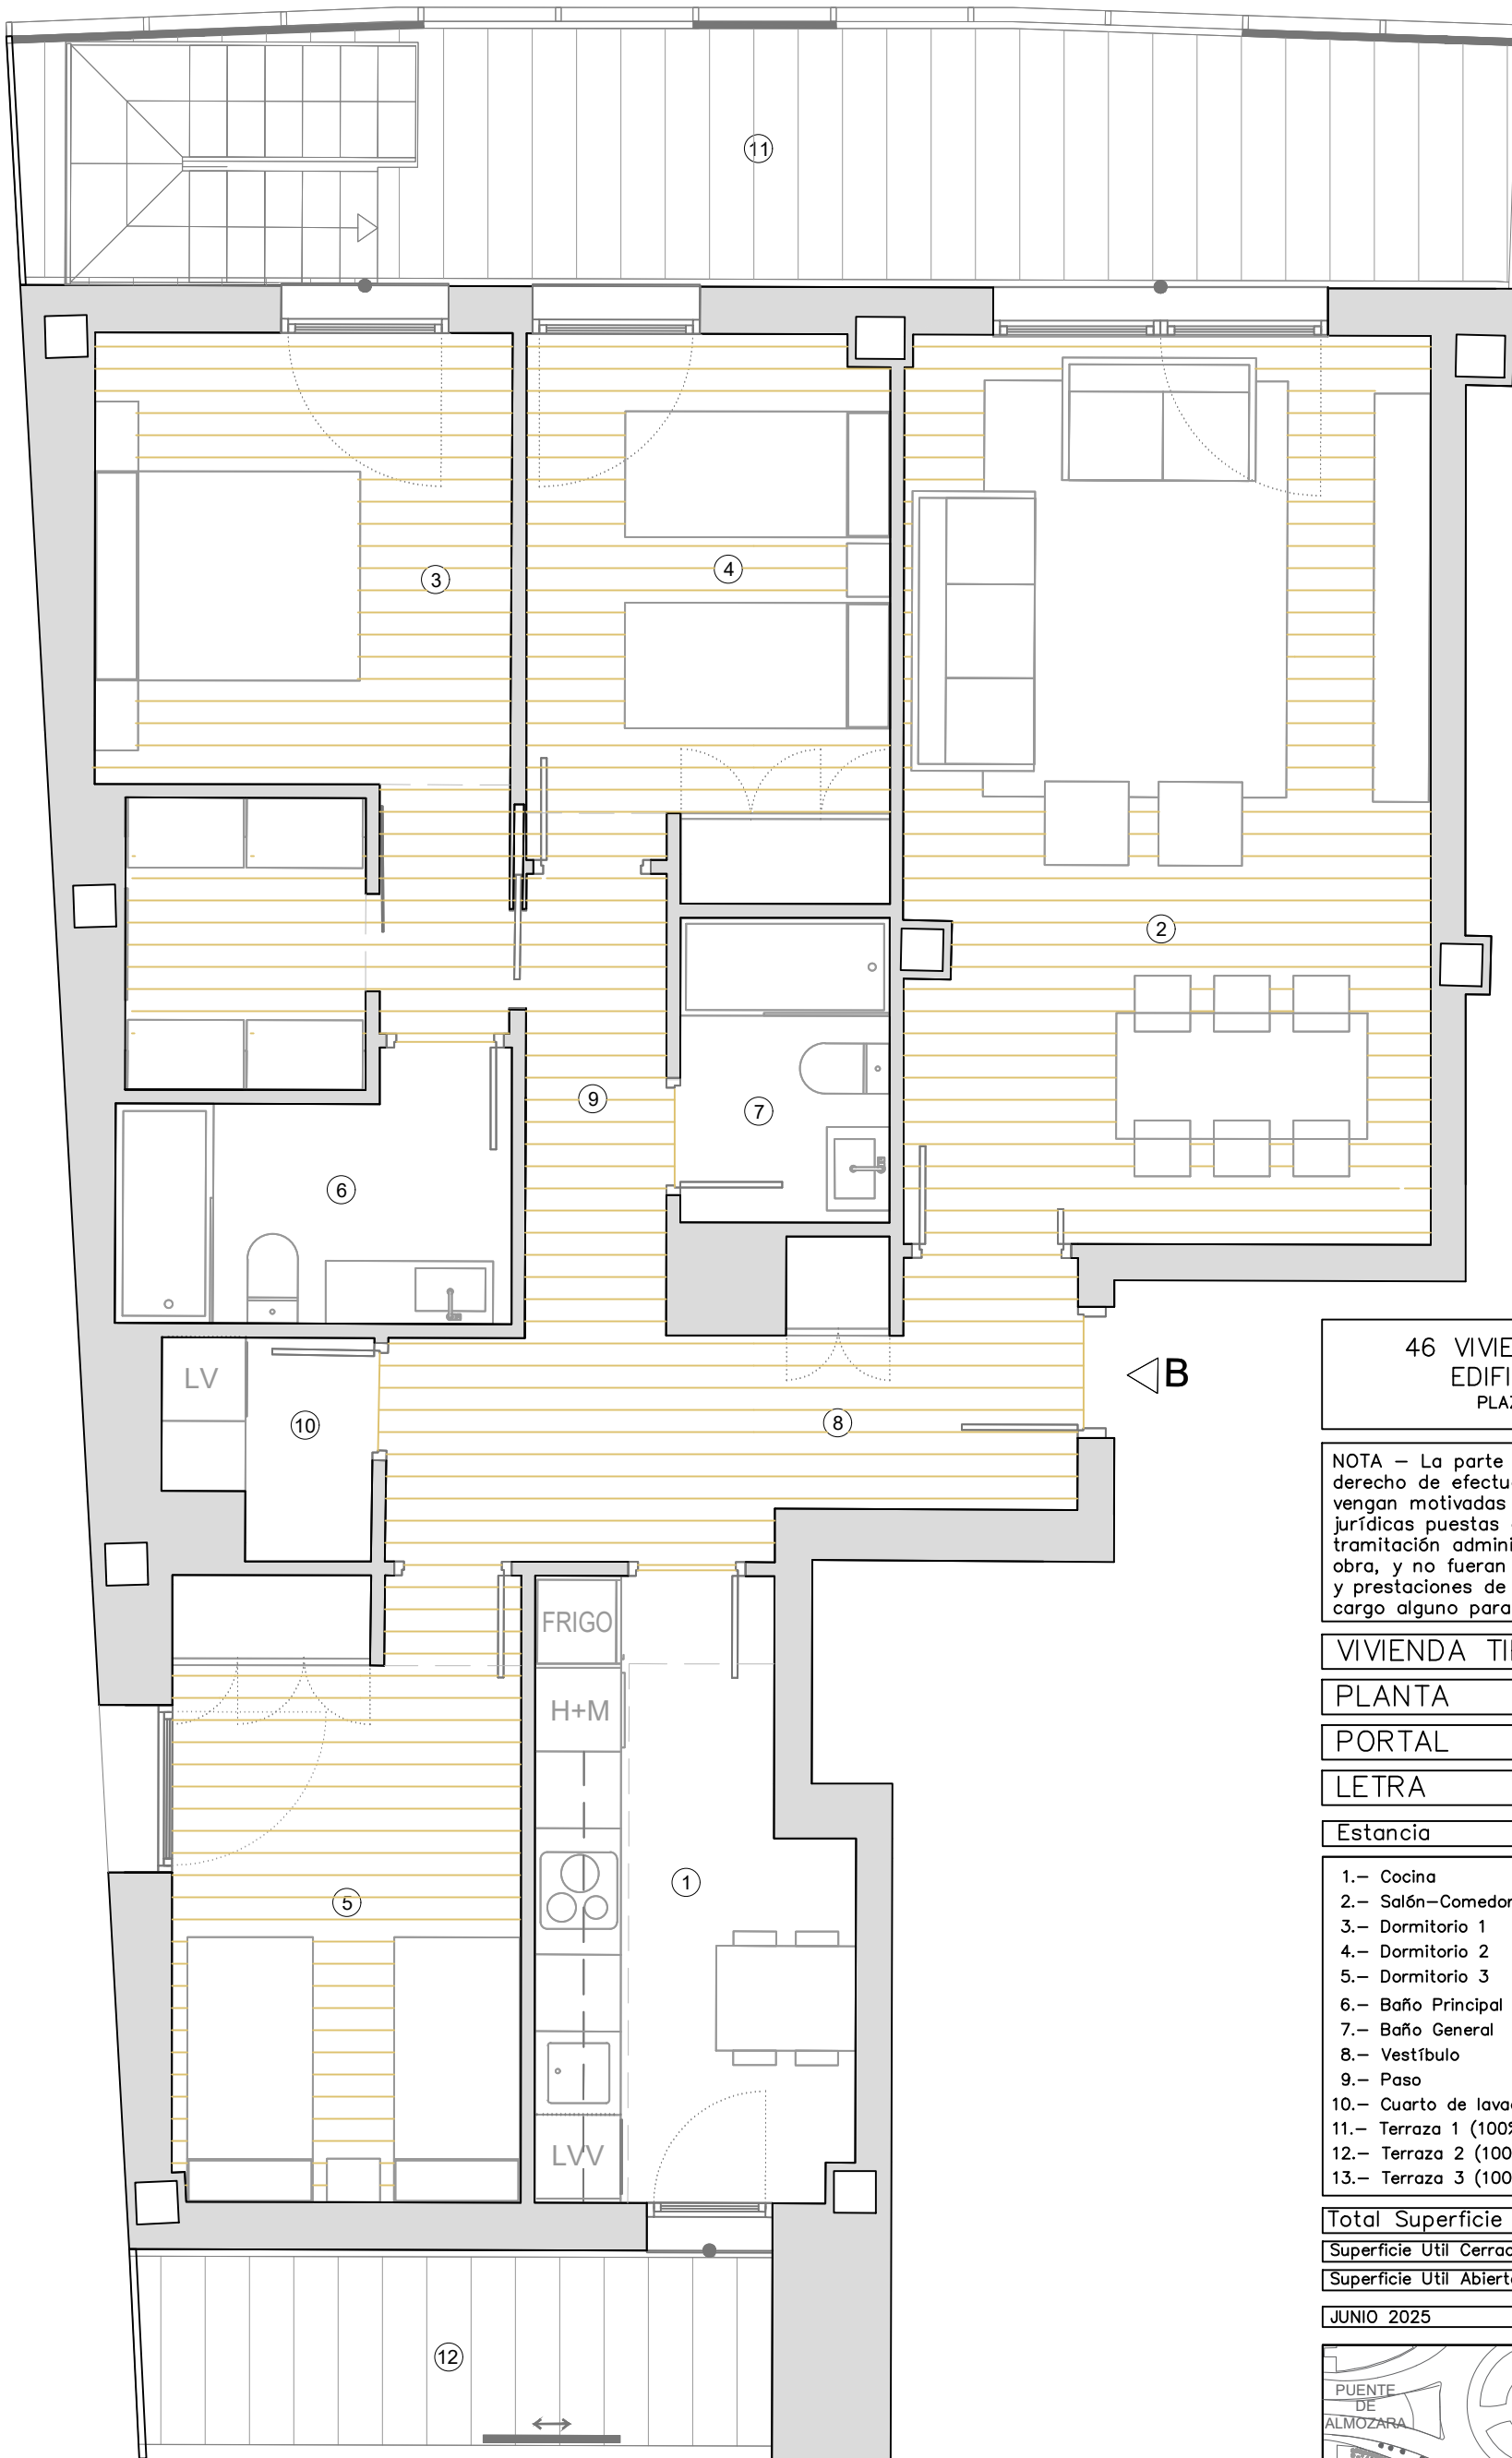 11
3
4
2
9
7
6
LV
10
8
B
FRIGO
H+M
1
5
LVV
12
46 VIVIE
EDIFI
PLAZ
NOTA – La parte
derecho de efectu
vengan motivadas
jurídicas puestas
tramitación admini
obra, y no fueran
y prestaciones de
cargo alguno para
VIVIENDA TI
PLANTA
PORTAL
LETRA
Estancia
1.– Cocina
2.– Salón–Comedor
3.– Dormitorio 1
4.– Dormitorio 2
5.– Dormitorio 3
6.– Baño Principal
7.– Baño General
8.– Vestíbulo
9.– Paso
10.– Cuarto de lava
11.– Terraza 1 (100%
12.– Terraza 2 (100
13.– Terraza 3 (100
Total Superficie
Superficie Util Cerrad
Superficie Util Abierta
JUNIO 2025
PUENTE
DE
ALMOZARA